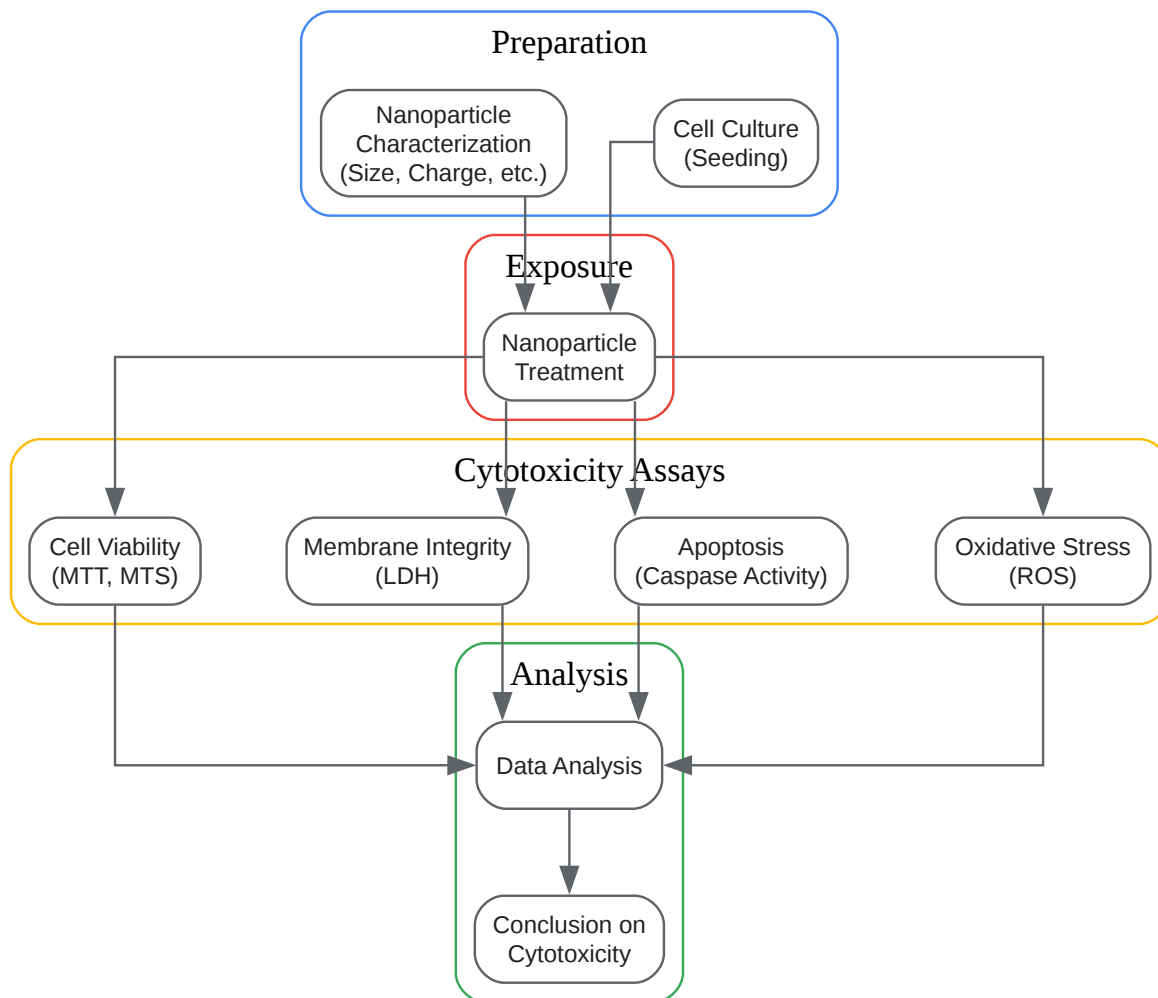 Preparation
Nanoparticle
Characterization
(Size, Charge, etc.)
Cell Culture
(Seeding)
Exposure
Nanoparticle
Treatment
Cytotoxicity Assays
Cell Viability
(MTT, MTS)
Membrane Integrity
(LDH)
Apoptosis
(Caspase Activity)
Oxidative Stress
(ROS)
Analysis
Data Analysis
Conclusion on
Cytotoxicity